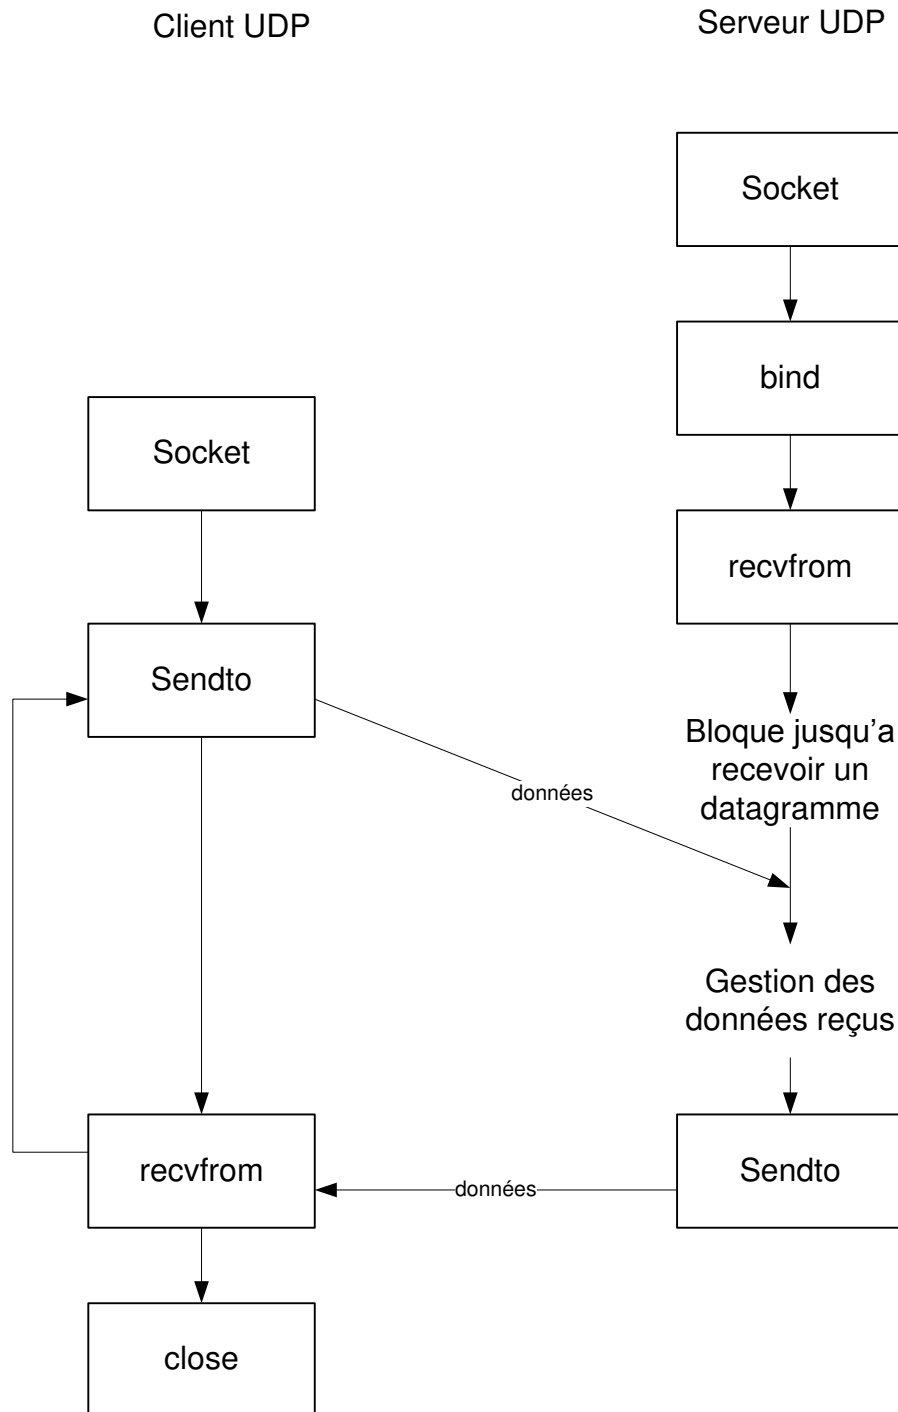 Client UDP
Serveur UDP
Socket
bind
Socket
recvfrom
Sendto
Bloque jusqu'a
recevoir un
datagramme
données
Gestion des
données reçus
recvfrom
données
Sendto
close